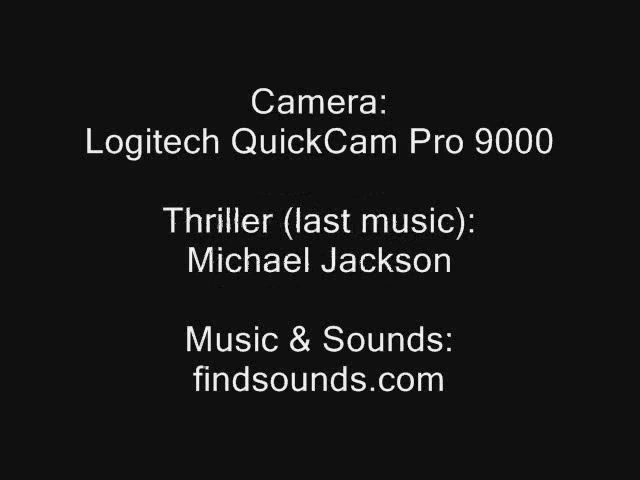 Camera:
Logitech QuickCam Pro 9000
Thriller (last music):
Michael Jackson
Music & Sounds:
findsounds.com